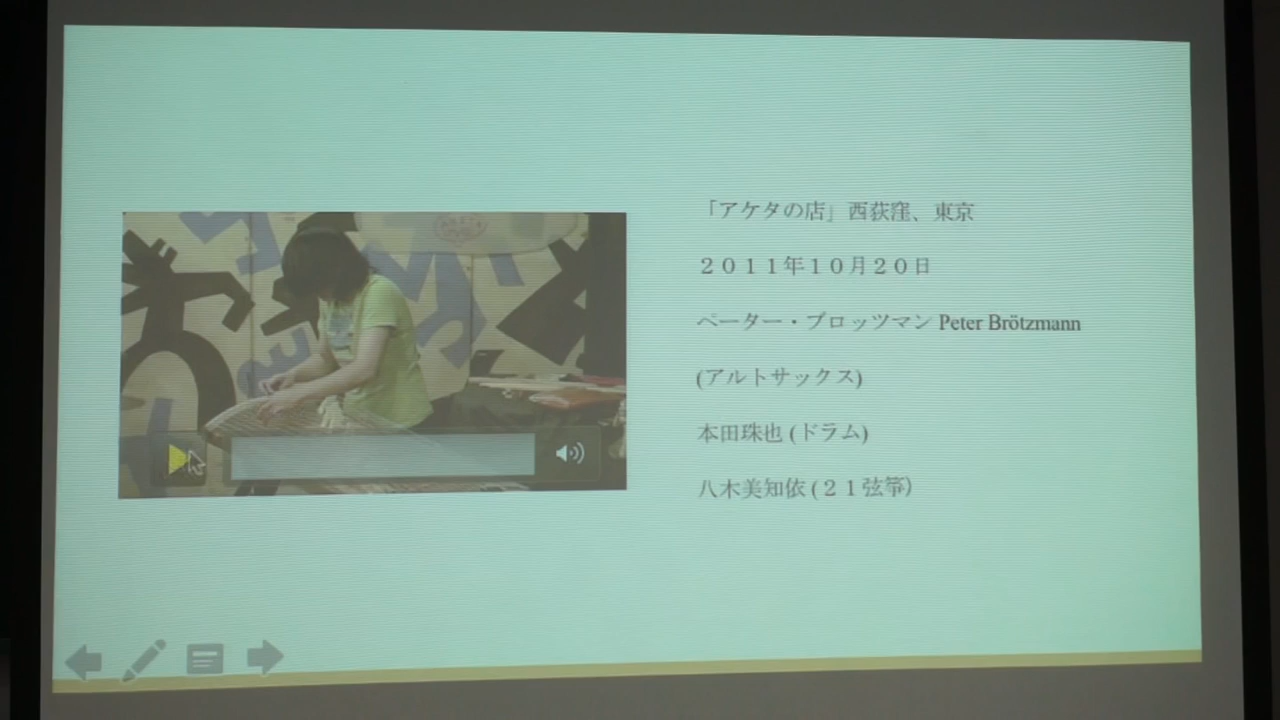 「アケタの店」西荻窪、東京
２０１１年１０月２０日
ペーター・ブロッツマン Peter Brötzmann
(アルトサックス)
本田珠也 (ドラム)
八木美知依 (２１弦箏)